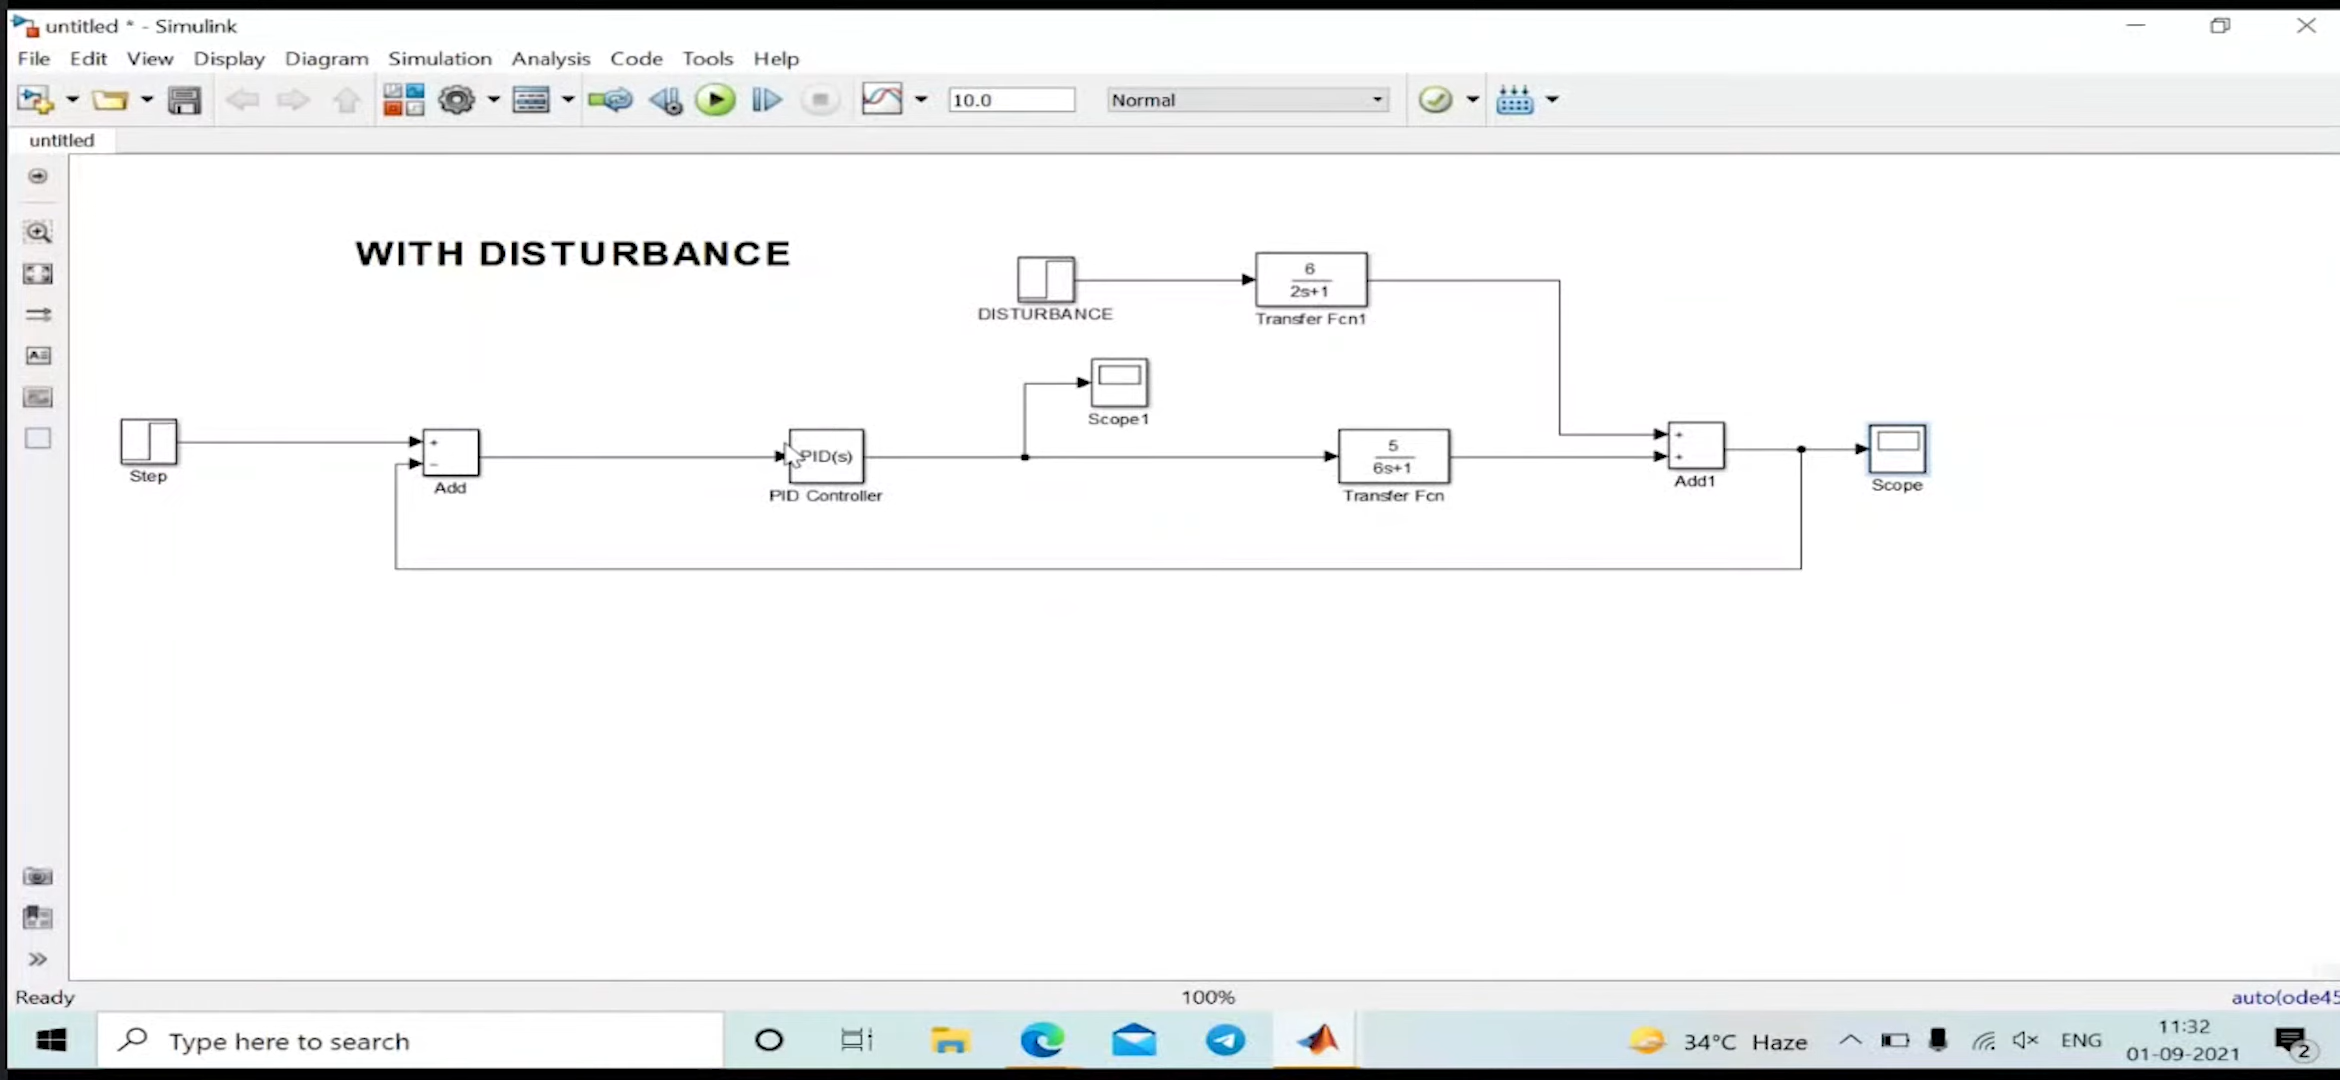 untitled * - Simulink
File Edit View Display Diagram Simulation Analysis Code Tools Help
10.0 Normal
untitled
WITH DISTURBANCE
DISTURBANCE
6
2s+1
Transfer Fcn1
Scope1
Step
+
−
Add
PID(s)
PID Controller
5
6s+1
Transfer Fcn
+
+
Add1
Scope
Ready 100% auto(ode45
Type here to search
34°C Haze ENG
11:32
01-09-2021
2